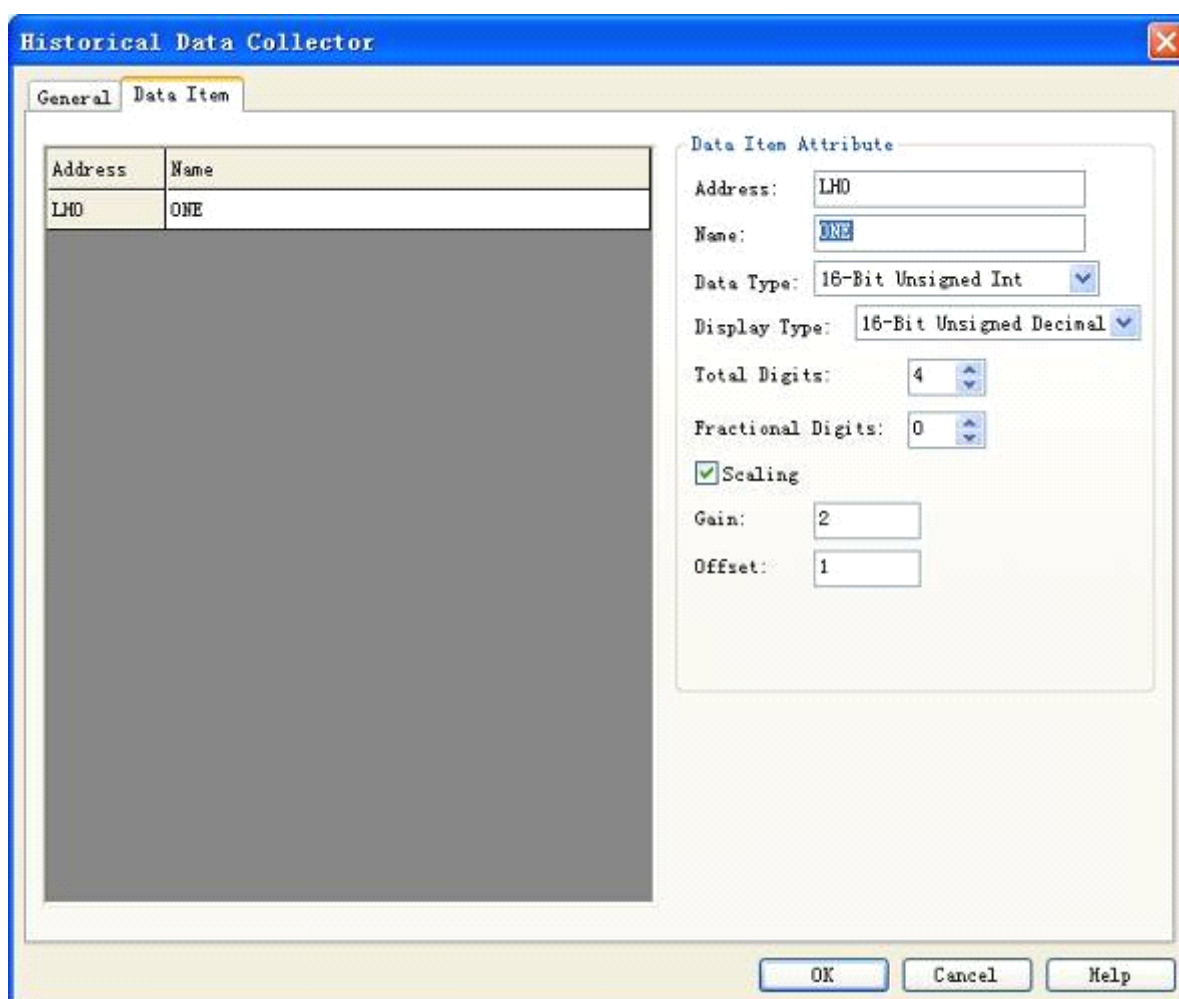 Historical Data Collector
General Data Item
Address Name
LH0 ONE
Data Item Attribute
Address: LH0
Name: ONE
Data Type: 16-Bit Unsigned Int
Display Type: 16-Bit Unsigned Decimal
Total Digits: 4
Fractional Digits: 0
Scaling
Gain: 2
Offset: 1
OK Cancel Help